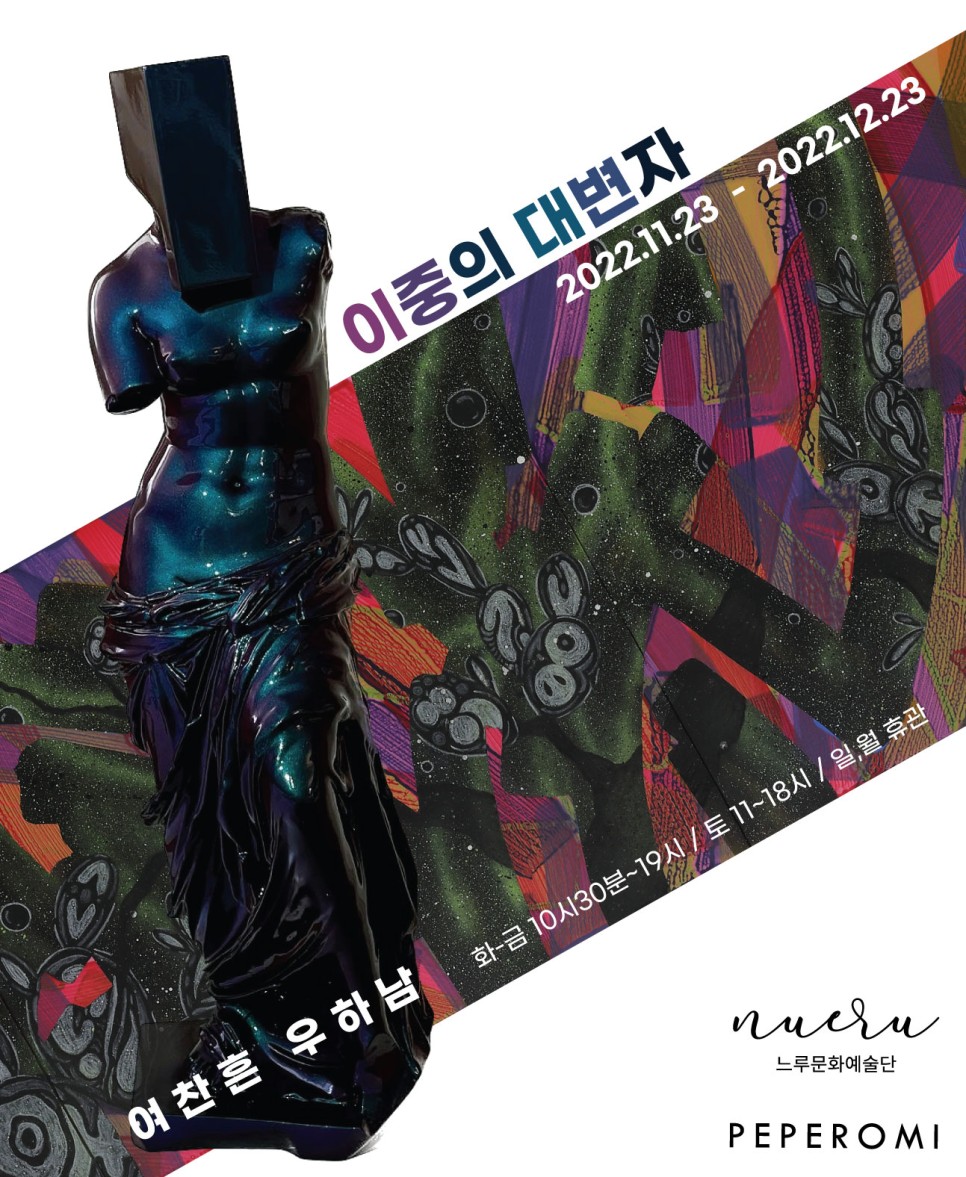 이중의 대변자
2022.11.23 - 2022.12.23
화-금 10시30분~19시 / 토 11~18시 / 일,월 휴관
여찬흔 우하남
nueru
느루문화예술단
PEPEROMI